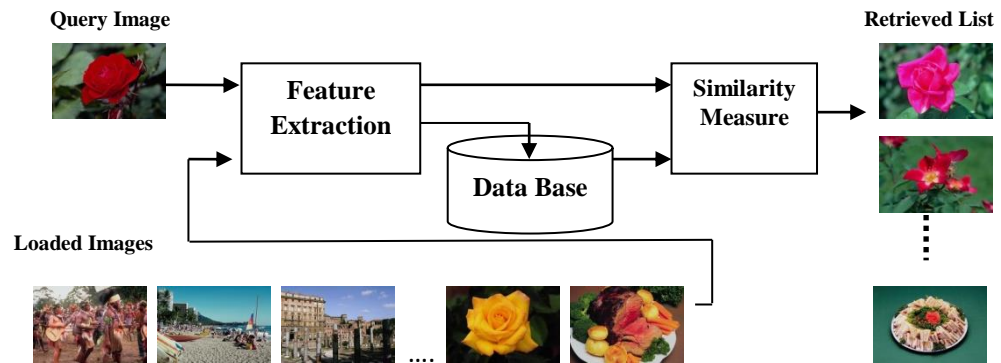 Query Image
Retrieved List
Feature
Extraction
Similarity
Measure
Data Base
Loaded Images
....